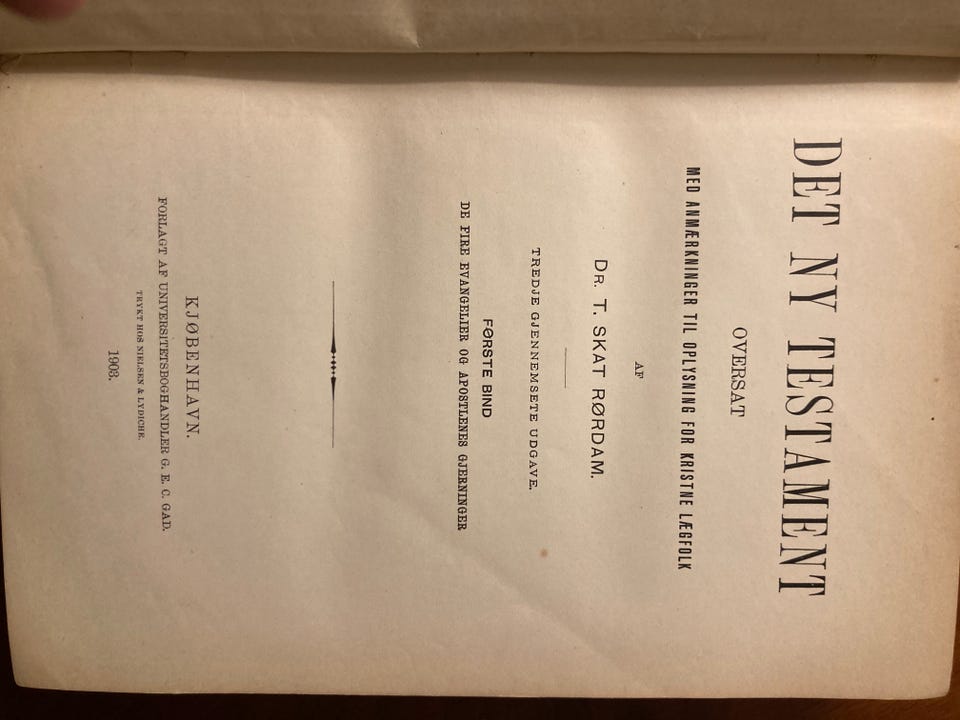 DET NY TESTAMENT
OVERSAT
MED ANMÆRKNINGER TIL OPLYSNING FOR KRISTNE LÆGFOLK
AF
DR. T. SKAT RØRDAM.
TREDJE GJENNEMSETE UDGAVE.
FØRSTE BIND
DE FIRE EVANGELIER OG APOSTLENES GJERNINGER
KJØBENHAVN.
FORLAGT AF UNIVERSITETSBOGHANDLER G. E. C. GAD.
TRYKT HOS NIELSEN & LYDICHE.
1903.